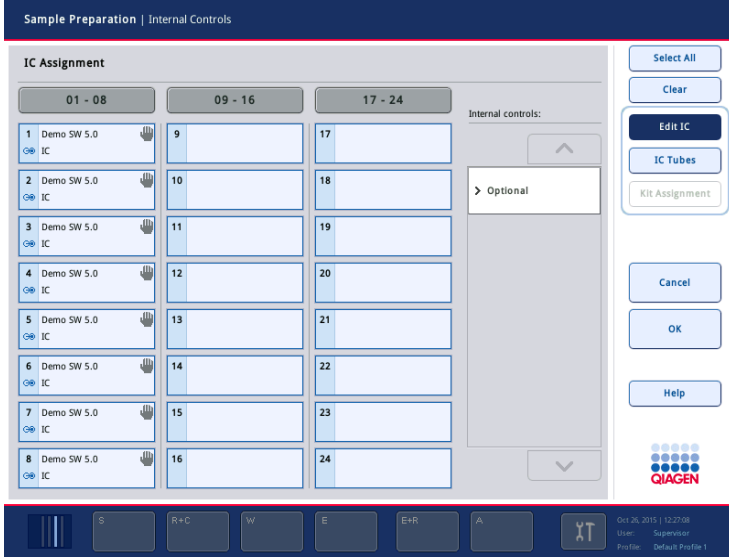 Sample Preparation | Internal Controls
IC Assignment
01 - 08
09 - 16
17 - 24
Internal controls:
1 Demo SW 5.0
IC
2 Demo SW 5.0
IC
3 Demo SW 5.0
IC
4 Demo SW 5.0
IC
5 Demo SW 5.0
IC
6 Demo SW 5.0
IC
7 Demo SW 5.0
IC
8 Demo SW 5.0
IC
9
10
11
12
13
14
15
16
17
18
19
20
21
22
23
24
Optional
Select All
Clear
Edit IC
IC Tubes
Kit Assignment
Cancel
OK
Help
QIAGEN
S
R+C
W
E
E+R
A
Oct 26, 2015 | 12:27:08
User: Supervisor
Profile: Default Profile 1